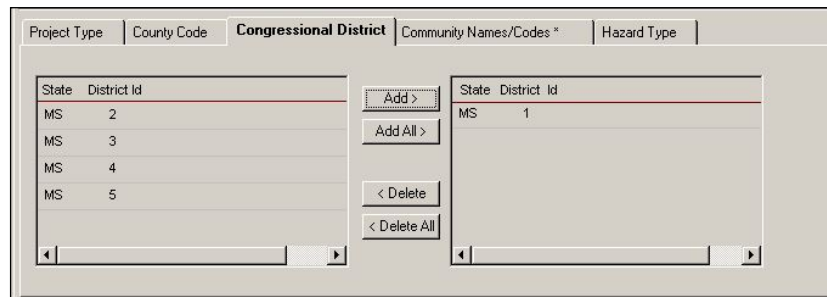 Project Type County Code Congressional District Community Names/Codes * Hazard Type
State District Id
MS 2
MS 3
MS 4
MS 5
Add >
Add All >
< Delete
< Delete All
State District Id
MS 1